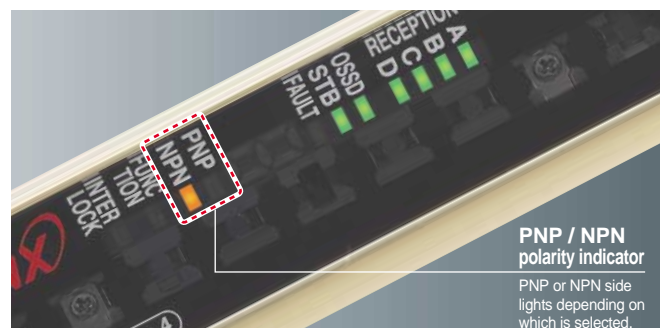 RECEPTION
A
B
C
D
OSSD
STB
FAULT
PNP
NPN
FUNC
TION
INTER
LOCK
4
PNP / NPN
polarity indicator
PNP or NPN side
lights depending on
which is selected.